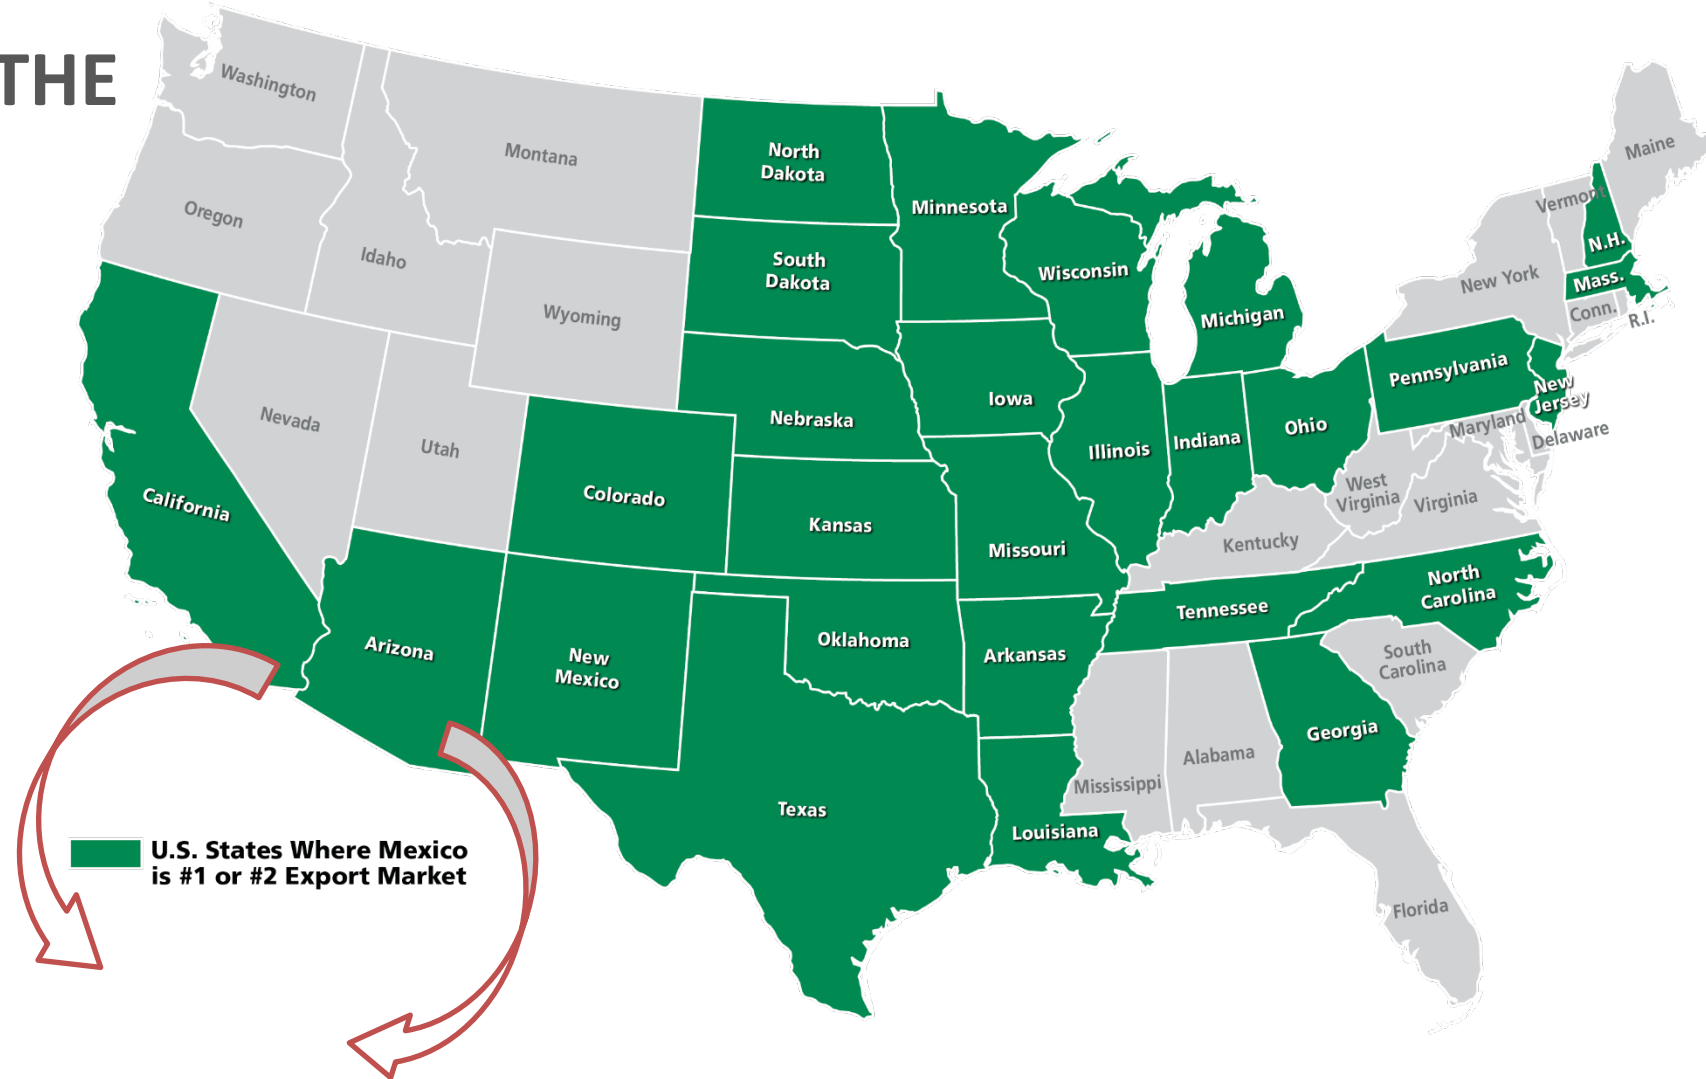 THE
Washington
Montana
North
Dakota
Minnesota
Maine
Vermont
N.H.
Oregon
Idaho
South
Dakota
Wisconsin
New York
Mass.
Conn.
R.I.
Wyoming
Michigan
Pennsylvania
New
Jersey
Nevada
Utah
Nebraska
Iowa
Illinois
Indiana
Ohio
Maryland
Delaware
West
Virginia
Virginia
California
Colorado
Kansas
Missouri
Kentucky
North
Carolina
Tennessee
Arizona
New
Mexico
Oklahoma
Arkansas
South
Carolina
Georgia
Alabama
Mississippi
Texas
Louisiana
Florida
U.S. States Where Mexico
is #1 or #2 Export Market